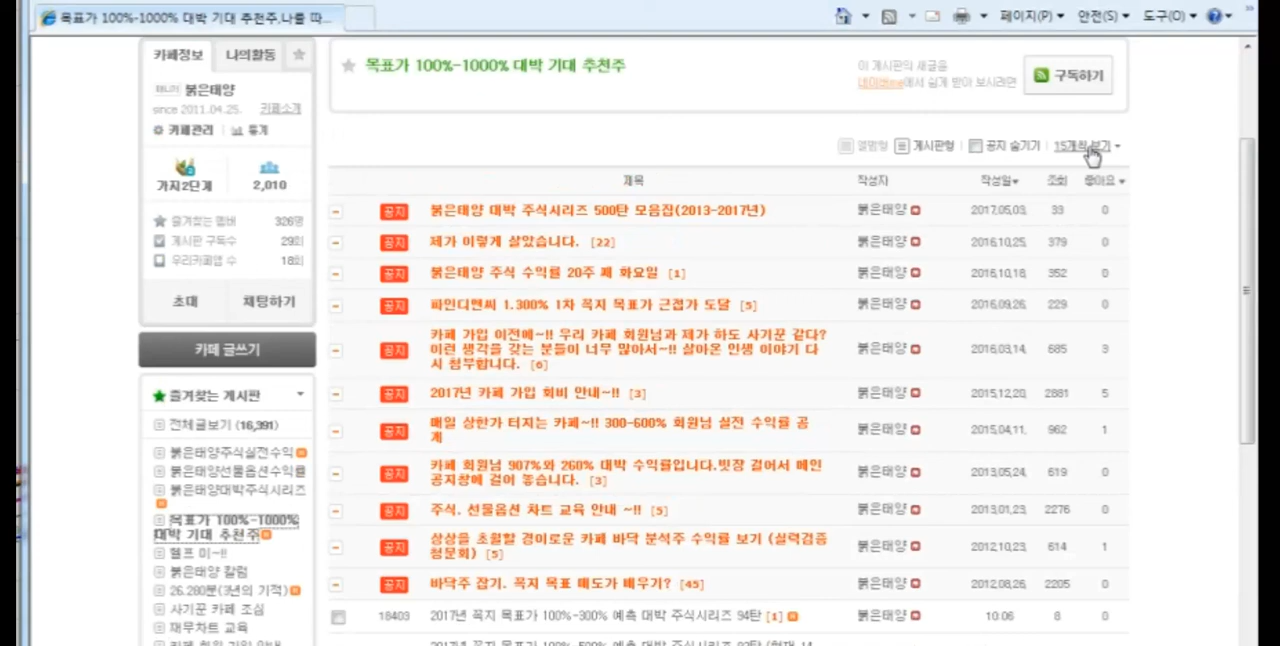 목표가 100%-1000% 대박 기대 추천주,나를 따...
페이지(P) 안전(S) 도구(O)
카페정보 나의활동
목표가 100%-1000% 대박 기대 추천주
이 게시판의 새글을
에서 쉽게 받아 보시려면
구독하기
붉은태양
since 2011.04.25. 카페소개
카페관리 통계
가지2단계 2,010
즐겨찾는 멤버 326명
게시판 구독수 29회
우리카페앱 수 18회
초대 채팅하기
카페 글쓰기
게시판형 공지 숨기기 15개씩 보기
제목 작성자 작성일 조회 좋아요
공지 붉은태양 대박 주식시리즈 500탄 모음집(2013-2017년) 붉은태양 2017.05.03. 33 0
공지 제가 이렇게 살았습니다. [22] 붉은태양 2016.10.25. 379 0
공지 붉은태양 주식 수익률 20주 째 화요일 [1] 붉은태양 2016.10.18. 352 0
공지 파인디앤씨 1.300% 1차 꼭지 목표가 근접가 도달 [5] 붉은태양 2016.09.26. 229 0
공지 카페 가입 이전에~!! 우리 카페 회원님과 제가 하도 사기꾼 같다?
이런 생각을 갖는 분들이 너무 많아서~!! 살아온 인생 이야기 다
시 첨부합니다. [6] 붉은태양 2016.03.14. 685 3
공지 2017년 카페 가입 회비 안내~!! [3] 붉은태양 2015.12.20. 2881 5
공지 매일 상한가 터지는 카페~!! 300-600% 회원님 실전 수익률 공
개 붉은태양 2015.04.11. 962 1
공지 카페 회원님 907%와 260% 대박 수익률입니다.빗장 걸어서 메인
공지창에 걸어 놓습니다. [3] 붉은태양 2013.05.24. 619 0
공지 주식. 선물옵션 차트 교육 안내 ~!! [5] 붉은태양 2013.01.23. 2276 0
공지 상상을 초월할 경이로운 카페 바닥 분석주 수익률 보기 (실력검증
청문회) [5] 붉은태양 2012.10.23. 614 1
공지 바닥주 잡기. 꼭지 목표 매도가 배우기? [45] 붉은태양 2012.08.26. 2205 0
18403 2017년 꼭지 목표가 100%-300% 예측 대박 주식시리즈 94탄 [1] 붉은태양 10:06 8 0
즐겨찾는 게시판
전체글보기 (16,391)
붉은태양주식실전수익
붉은태양선물옵션수익률
붉은태양대박주식시리즈
목표가 100%-1000%
대박 기대 추천주
헬프 미~!!
붉은태양 칼럼
26.280분(3년의 기적)
사기꾼 카페 조심
재무차트 교육